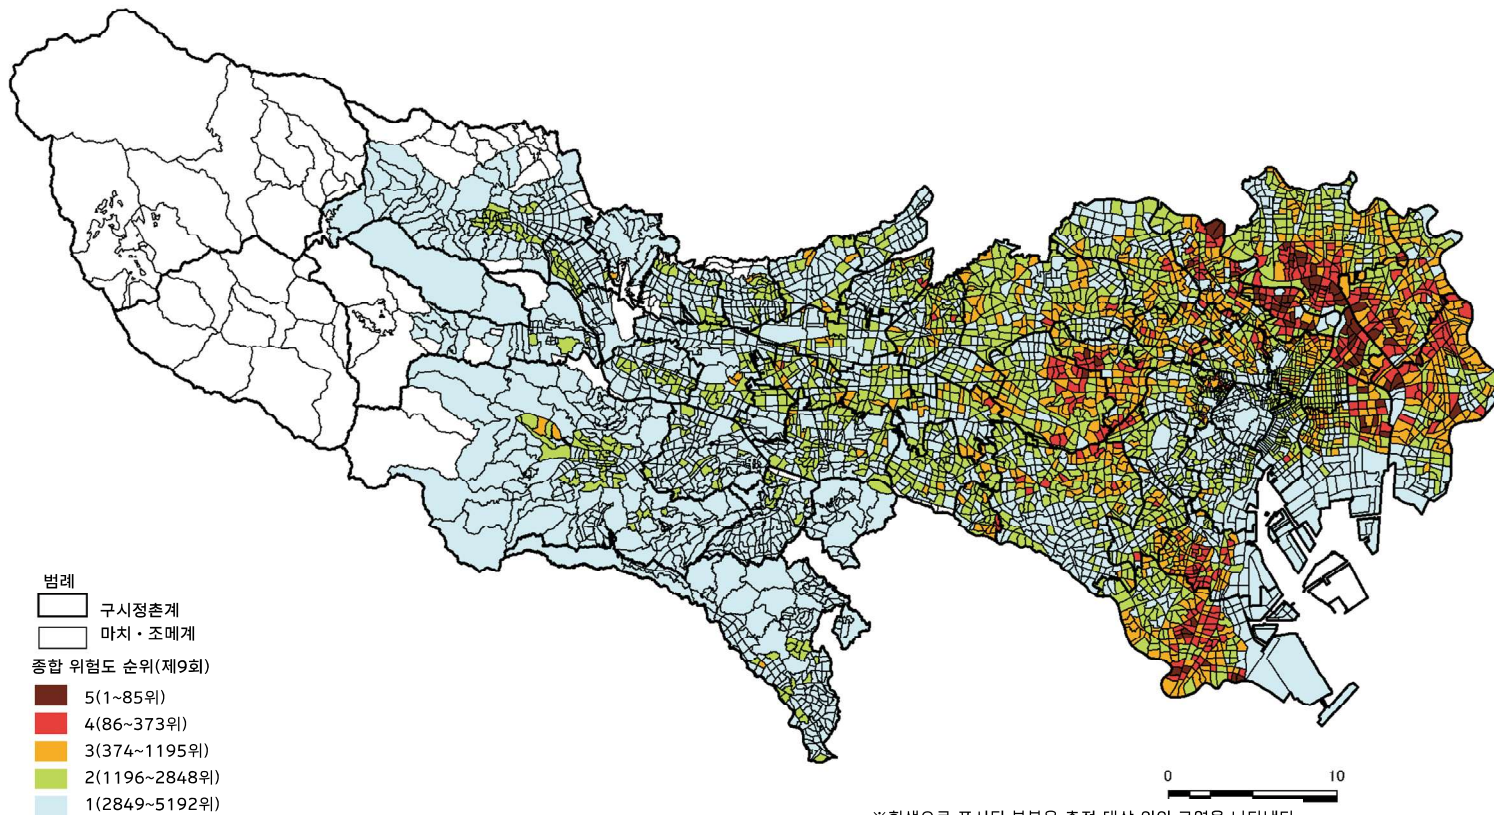 범례
구시정촌계
마치・조메계
종합 위험도 순위(제9회)
5(1~85위)
4(86~373위)
3(374~1195위)
2(1196~2848위)
1(2849~5192위)
0 10